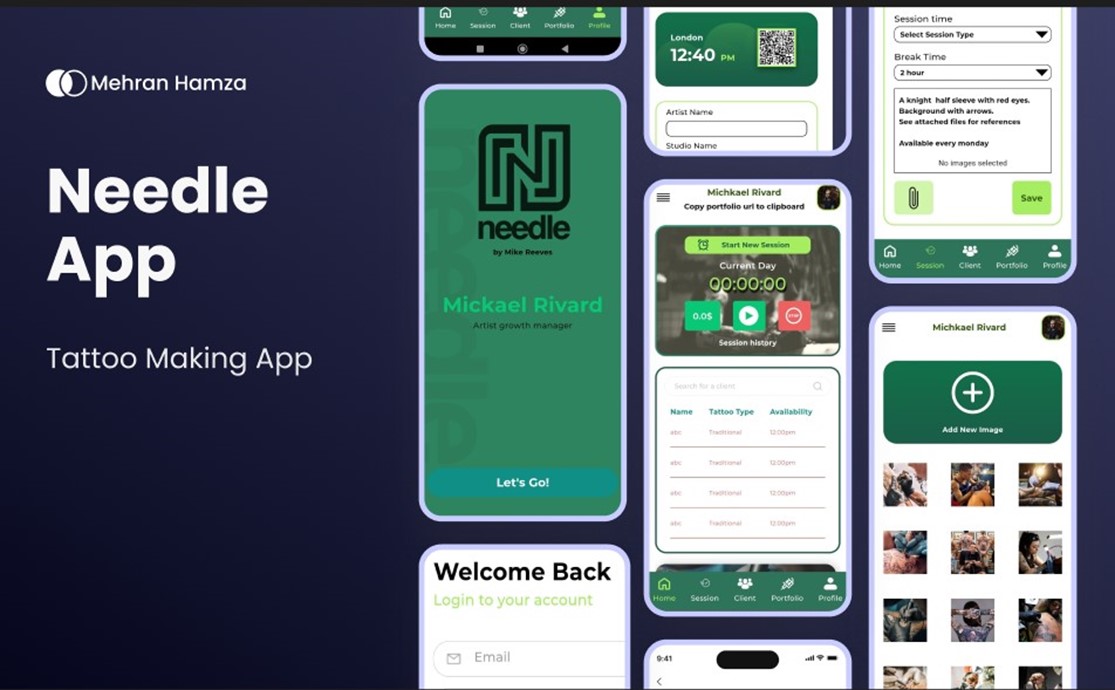 Mehran Hamza
Needle
App
Tattoo Making App
Home Session Client Portfolio Profile
needle
needle
by Mike Reeves
Mickael Rivard
Artist growth manager
Let's Go!
Welcome Back
Login to your account
Email
London
12:40 PM
Artist Name
Studio Name
Michkael Rivard
Copy portfolio url to clipboard
Start New Session
Current Day
00:00:00
0.0$
STOP
Session history
Search for a client
Name Tattoo Type Availability
abc Traditional 12:00pm
abc Traditional 12:00pm
abc Traditional 12:00pm
abc Traditional 12:00pm
Home Session Client Portfolio Profile
9:41
Session time
Select Session Type
Break Time
2 hour
A knight half sleeve with red eyes.
Background with arrows.
See attached files for references
Available every monday
No images selected
Save
Home Session Client Portfolio Profile
Michkael Rivard
Add New Image